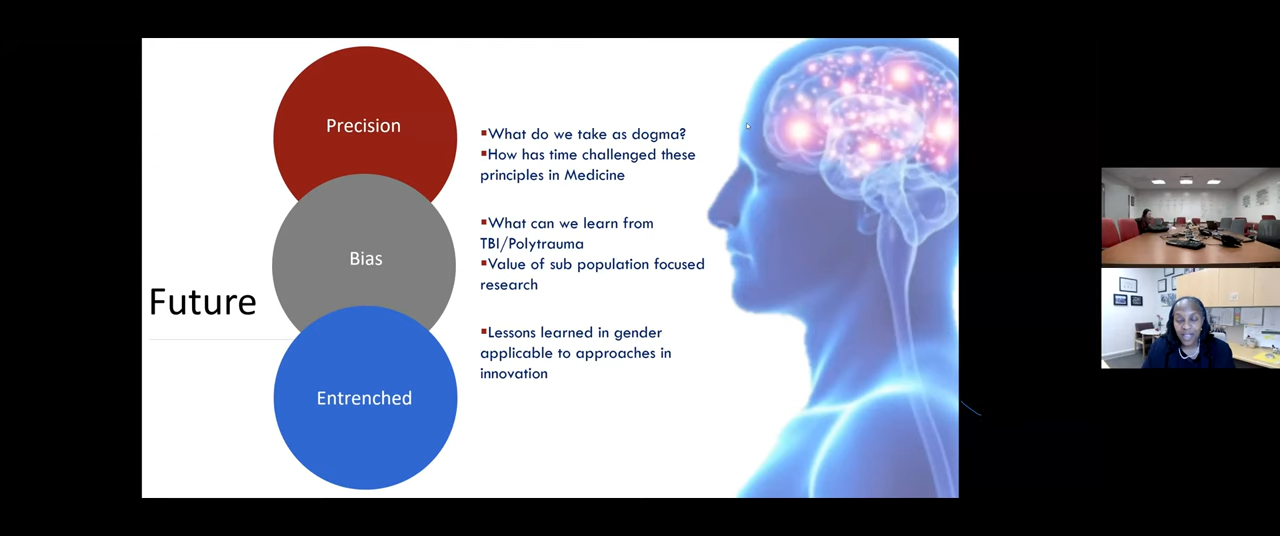 Future
Precision
Bias
Entrenched
▪What do we take as dogma?
▪How has time challenged these
principles in Medicine
▪What can we learn from
TBI/Polytrauma
▪Value of sub population focused
research
▪Lessons learned in gender
applicable to approaches in
innovation